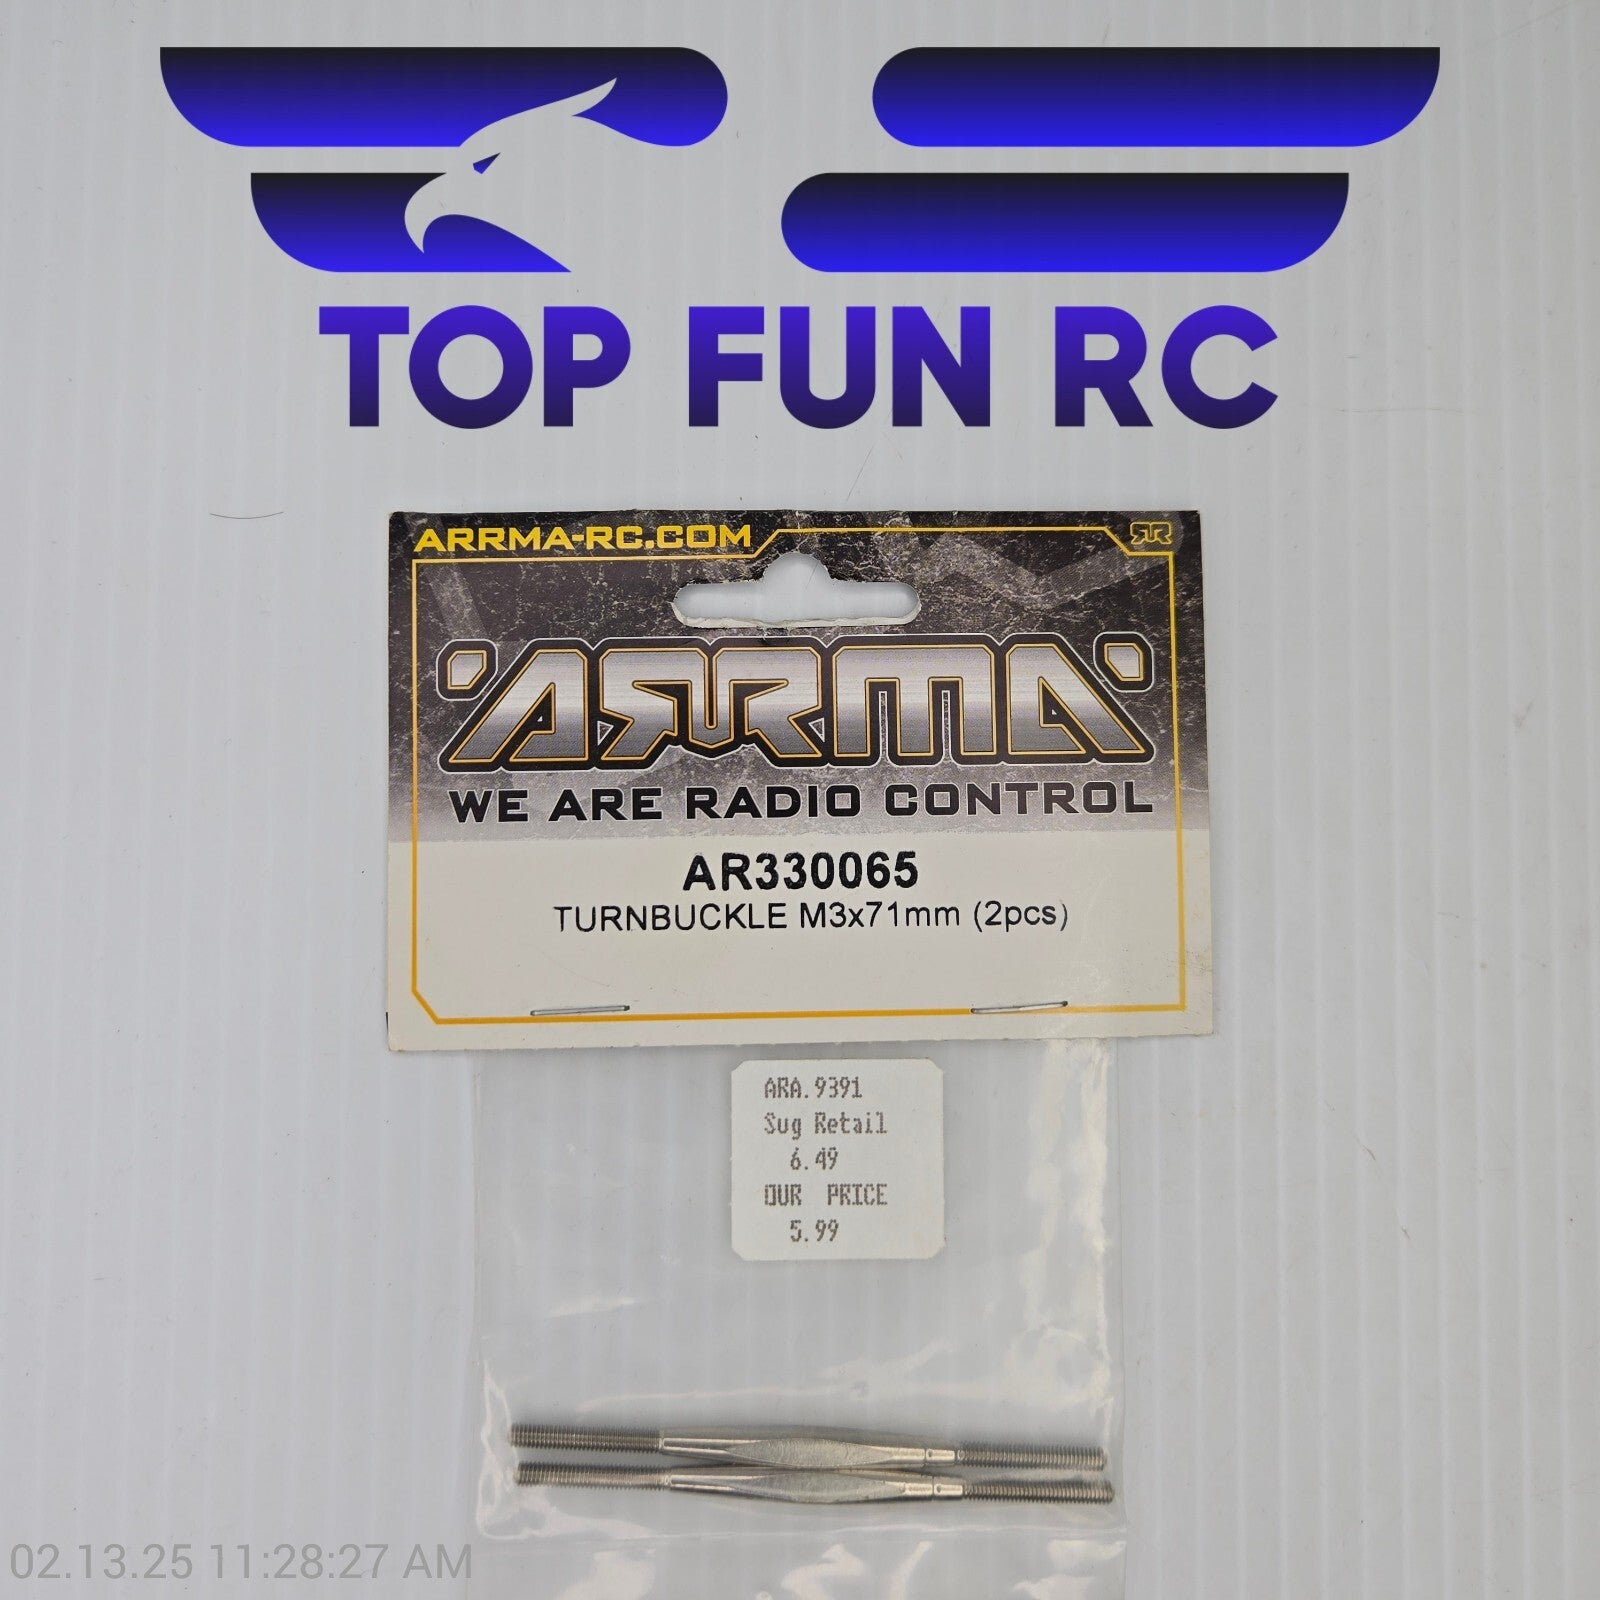 TOP FUN RC
ARRMA-RC.COM
ARRMA
WE ARE RADIO CONTROL
AR330065
TURNBUCKLE M3x71mm (2pcs)
ARA.9391
Sug Retail
6.49
OUR PRICE
5.99
02.13.25 11:28:27 AM